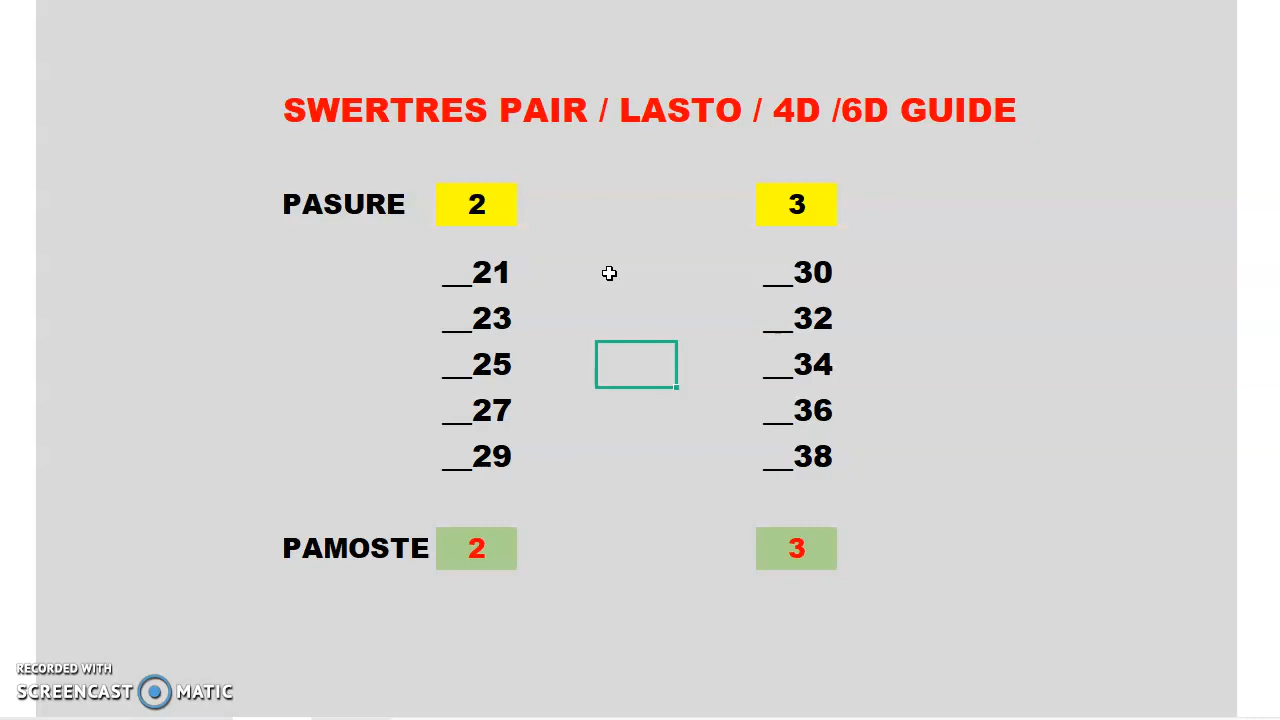 SWERTRES PAIR / LASTO / 4D /6D GUIDE
PASURE 2 3
__21 __30
__23 __32
__25 __34
__27 __36
__29 __38
PAMOSTE 2 3
RECORDED WITH
SCREENCAST MATIC